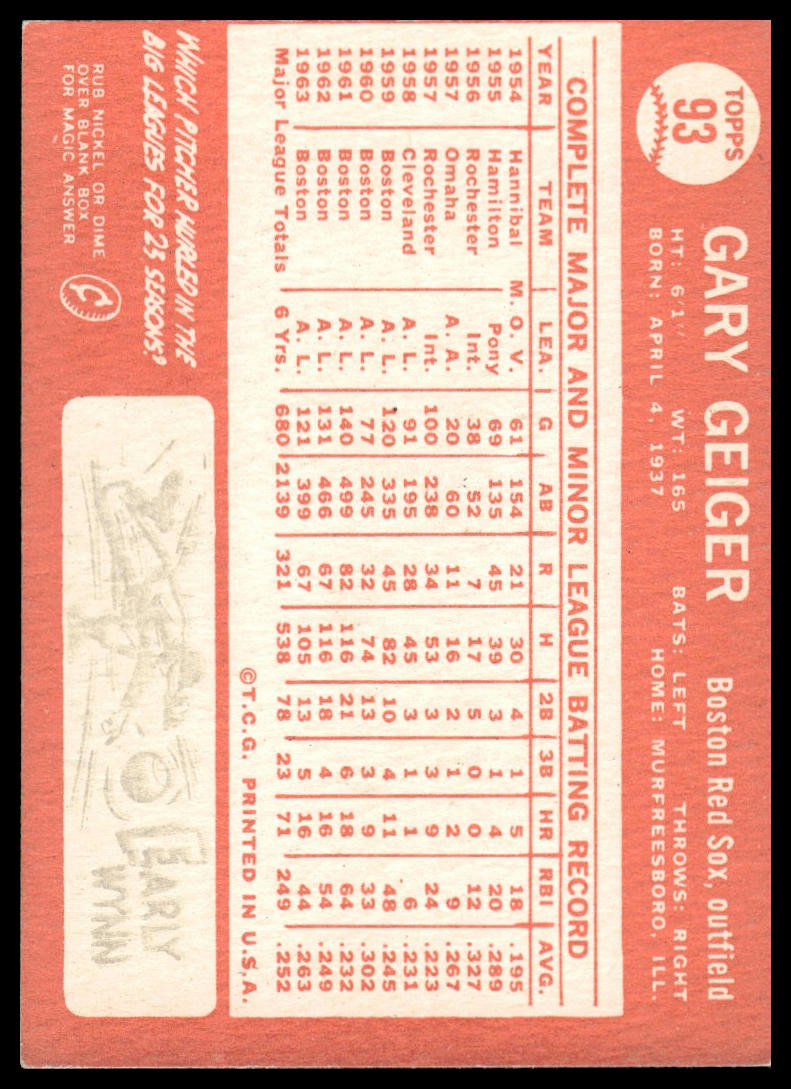 TOPPS
93
GARY GEIGER Boston Red Sox, outfield
HT: 6'1" WT: 165 BATS: LEFT THROWS: RIGHT
BORN: APRIL 4, 1937 HOME: MURFREESBORO, ILL.
COMPLETE MAJOR AND MINOR LEAGUE BATTING RECORD
YEAR TEAM LEA. G AB R H 2B 3B HR RBI AVG.
1954 Hannibal M. O. V. 61 154 21 30 4 1 5 18 .195
1955 Hamilton Pony 69 135 45 39 3 1 4 20 .289
1956 Rochester Int. 38 52 7 17 5 0 0 12 .327
1957 Omaha A. A. 20 60 11 16 2 1 2 9 .267
1957 Rochester Int. 100 238 34 53 3 3 9 24 .223
1958 Cleveland A. L. 91 195 28 45 3 1 1 6 .231
1959 Boston A. L. 120 335 45 82 10 4 11 48 .245
1960 Boston A. L. 77 245 32 74 13 3 9 33 .302
1961 Boston A. L. 140 499 82 116 21 6 18 64 .232
1962 Boston A. L. 131 466 67 116 18 4 16 54 .249
1963 Boston A. L. 121 399 67 105 13 5 16 44 .263
Major League Totals 6 Yrs. 680 2139 321 538 78 23 71 249 .252
©T.C.G. PRINTED IN U.S.A.
WHICH PITCHER HURLED IN THE
BIG LEAGUES FOR 23 SEASONS?
RUB NICKEL OR DIME
OVER BLANK BOX
FOR MAGIC ANSWER
C
EARLY
WYNN